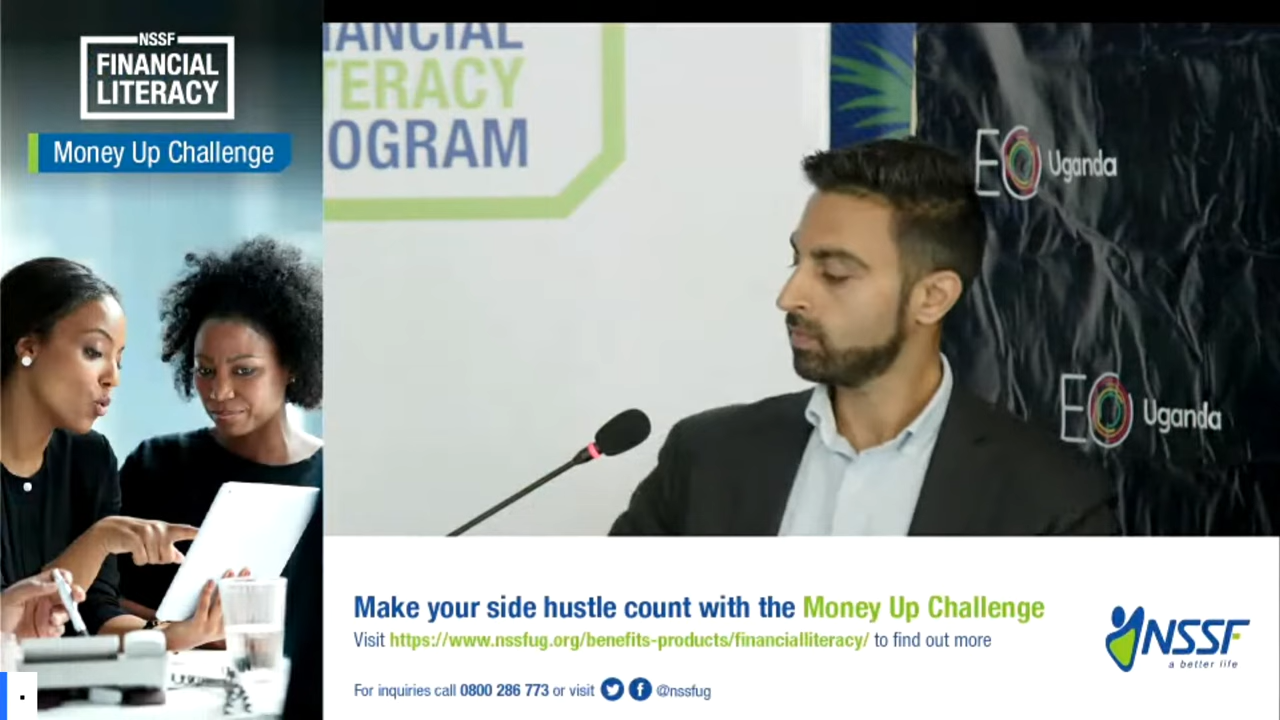 NSSF
FINANCIAL
LITERACY
Money Up Challenge
IANCIAL
TERACY
OGRAM
EO Uganda
EO Uganda
Make your side hustle count with the Money Up Challenge
Visit https://www.nssfug.org/benefits-products/financialliteracy/ to find out more
For inquiries call 0800 286 773 or visit @nssfug
NSSF
a better life